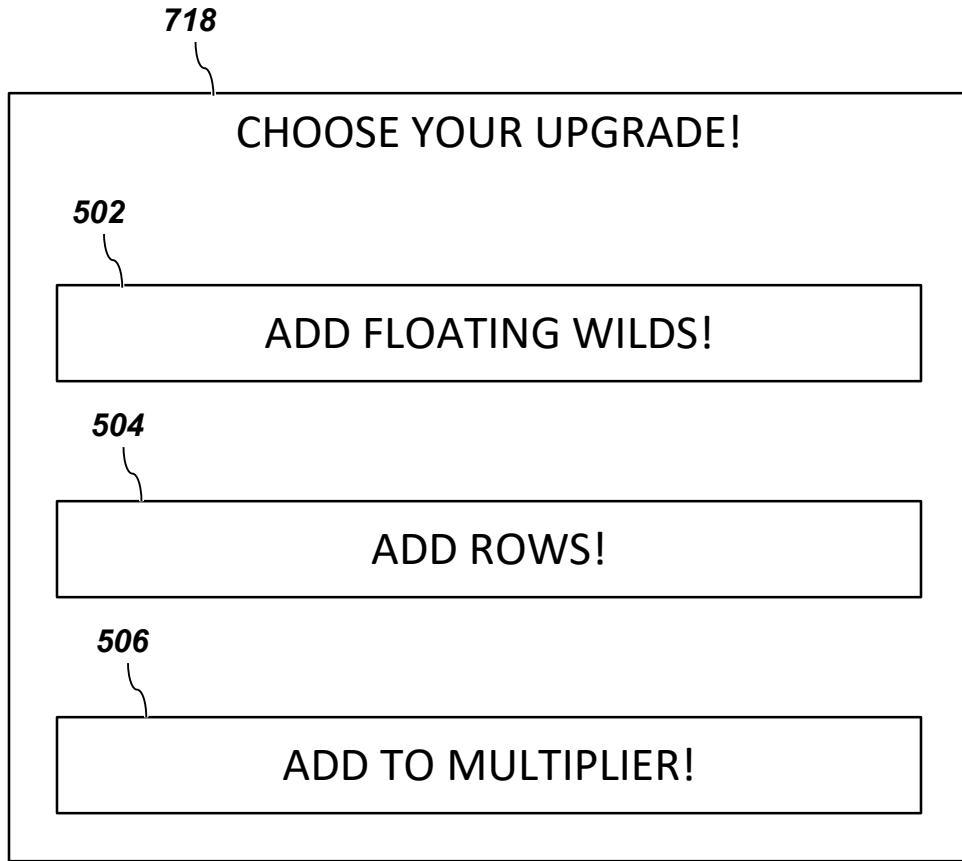 718
CHOOSE YOUR UPGRADE!
502
ADD FLOATING WILDS!
504
ADD ROWS!
506
ADD TO MULTIPLIER!